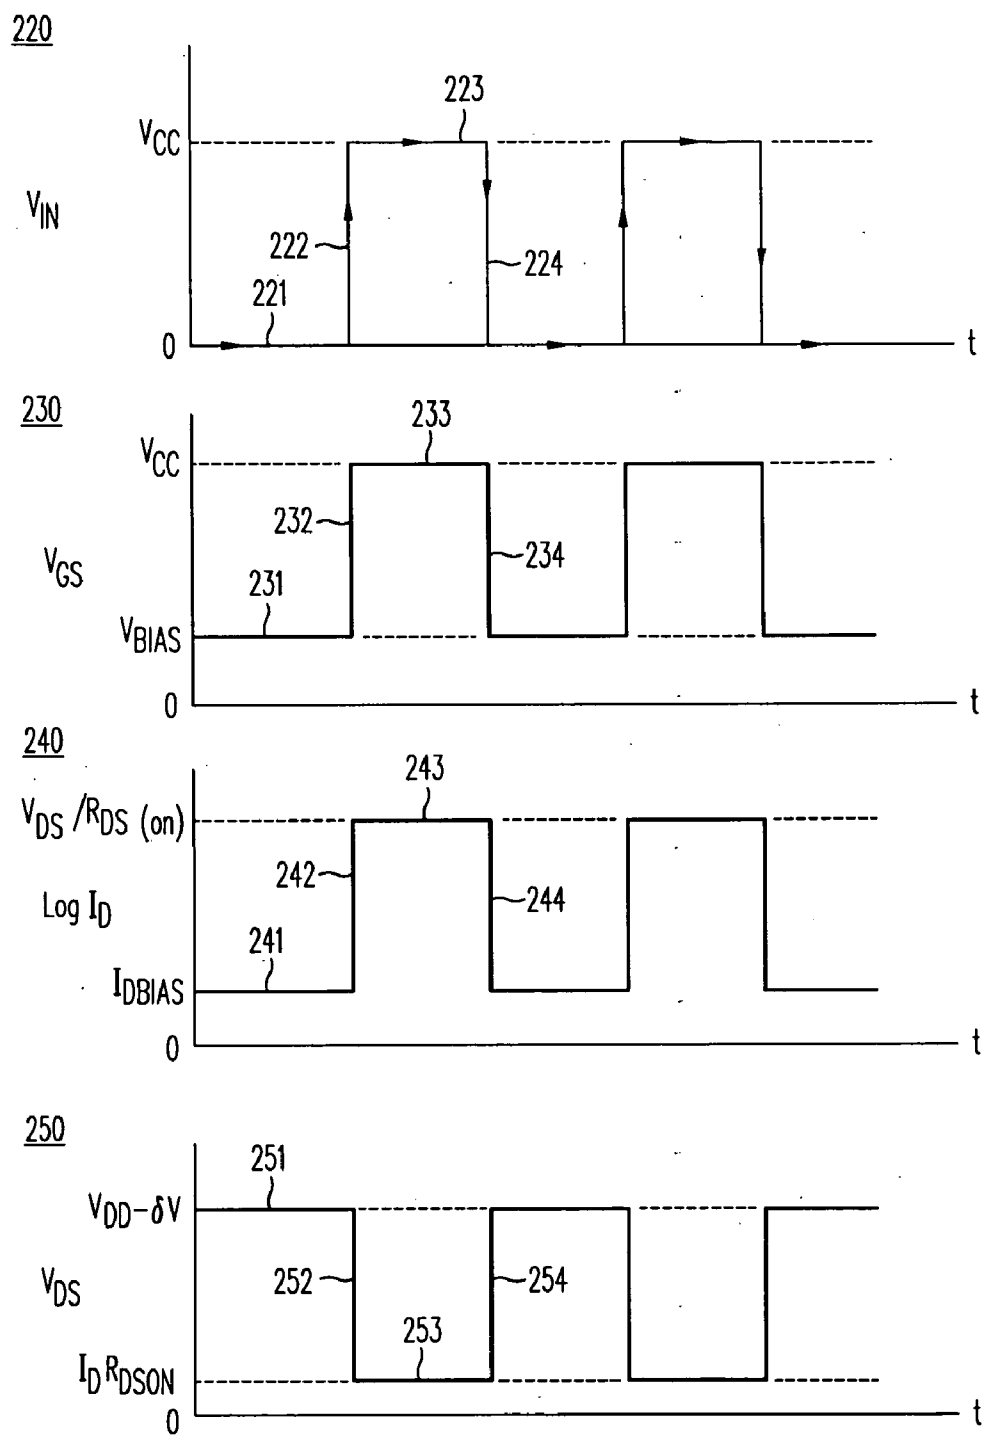 220
223
VCC
VIN
222
224
221
0
t
230
233
VCC
232
234
VGS
231
VBIAS
0
t
240
243
VDS /RDS (on)
242
244
Log ID
241
IDBIAS
0
t
250
251
VDD-δV
252
254
VDS
253
ID RDSON
0
t